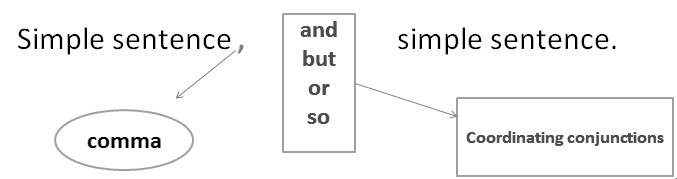 Simple sentence, and simple sentence.
but
or
so
comma
Coordinating conjunctions